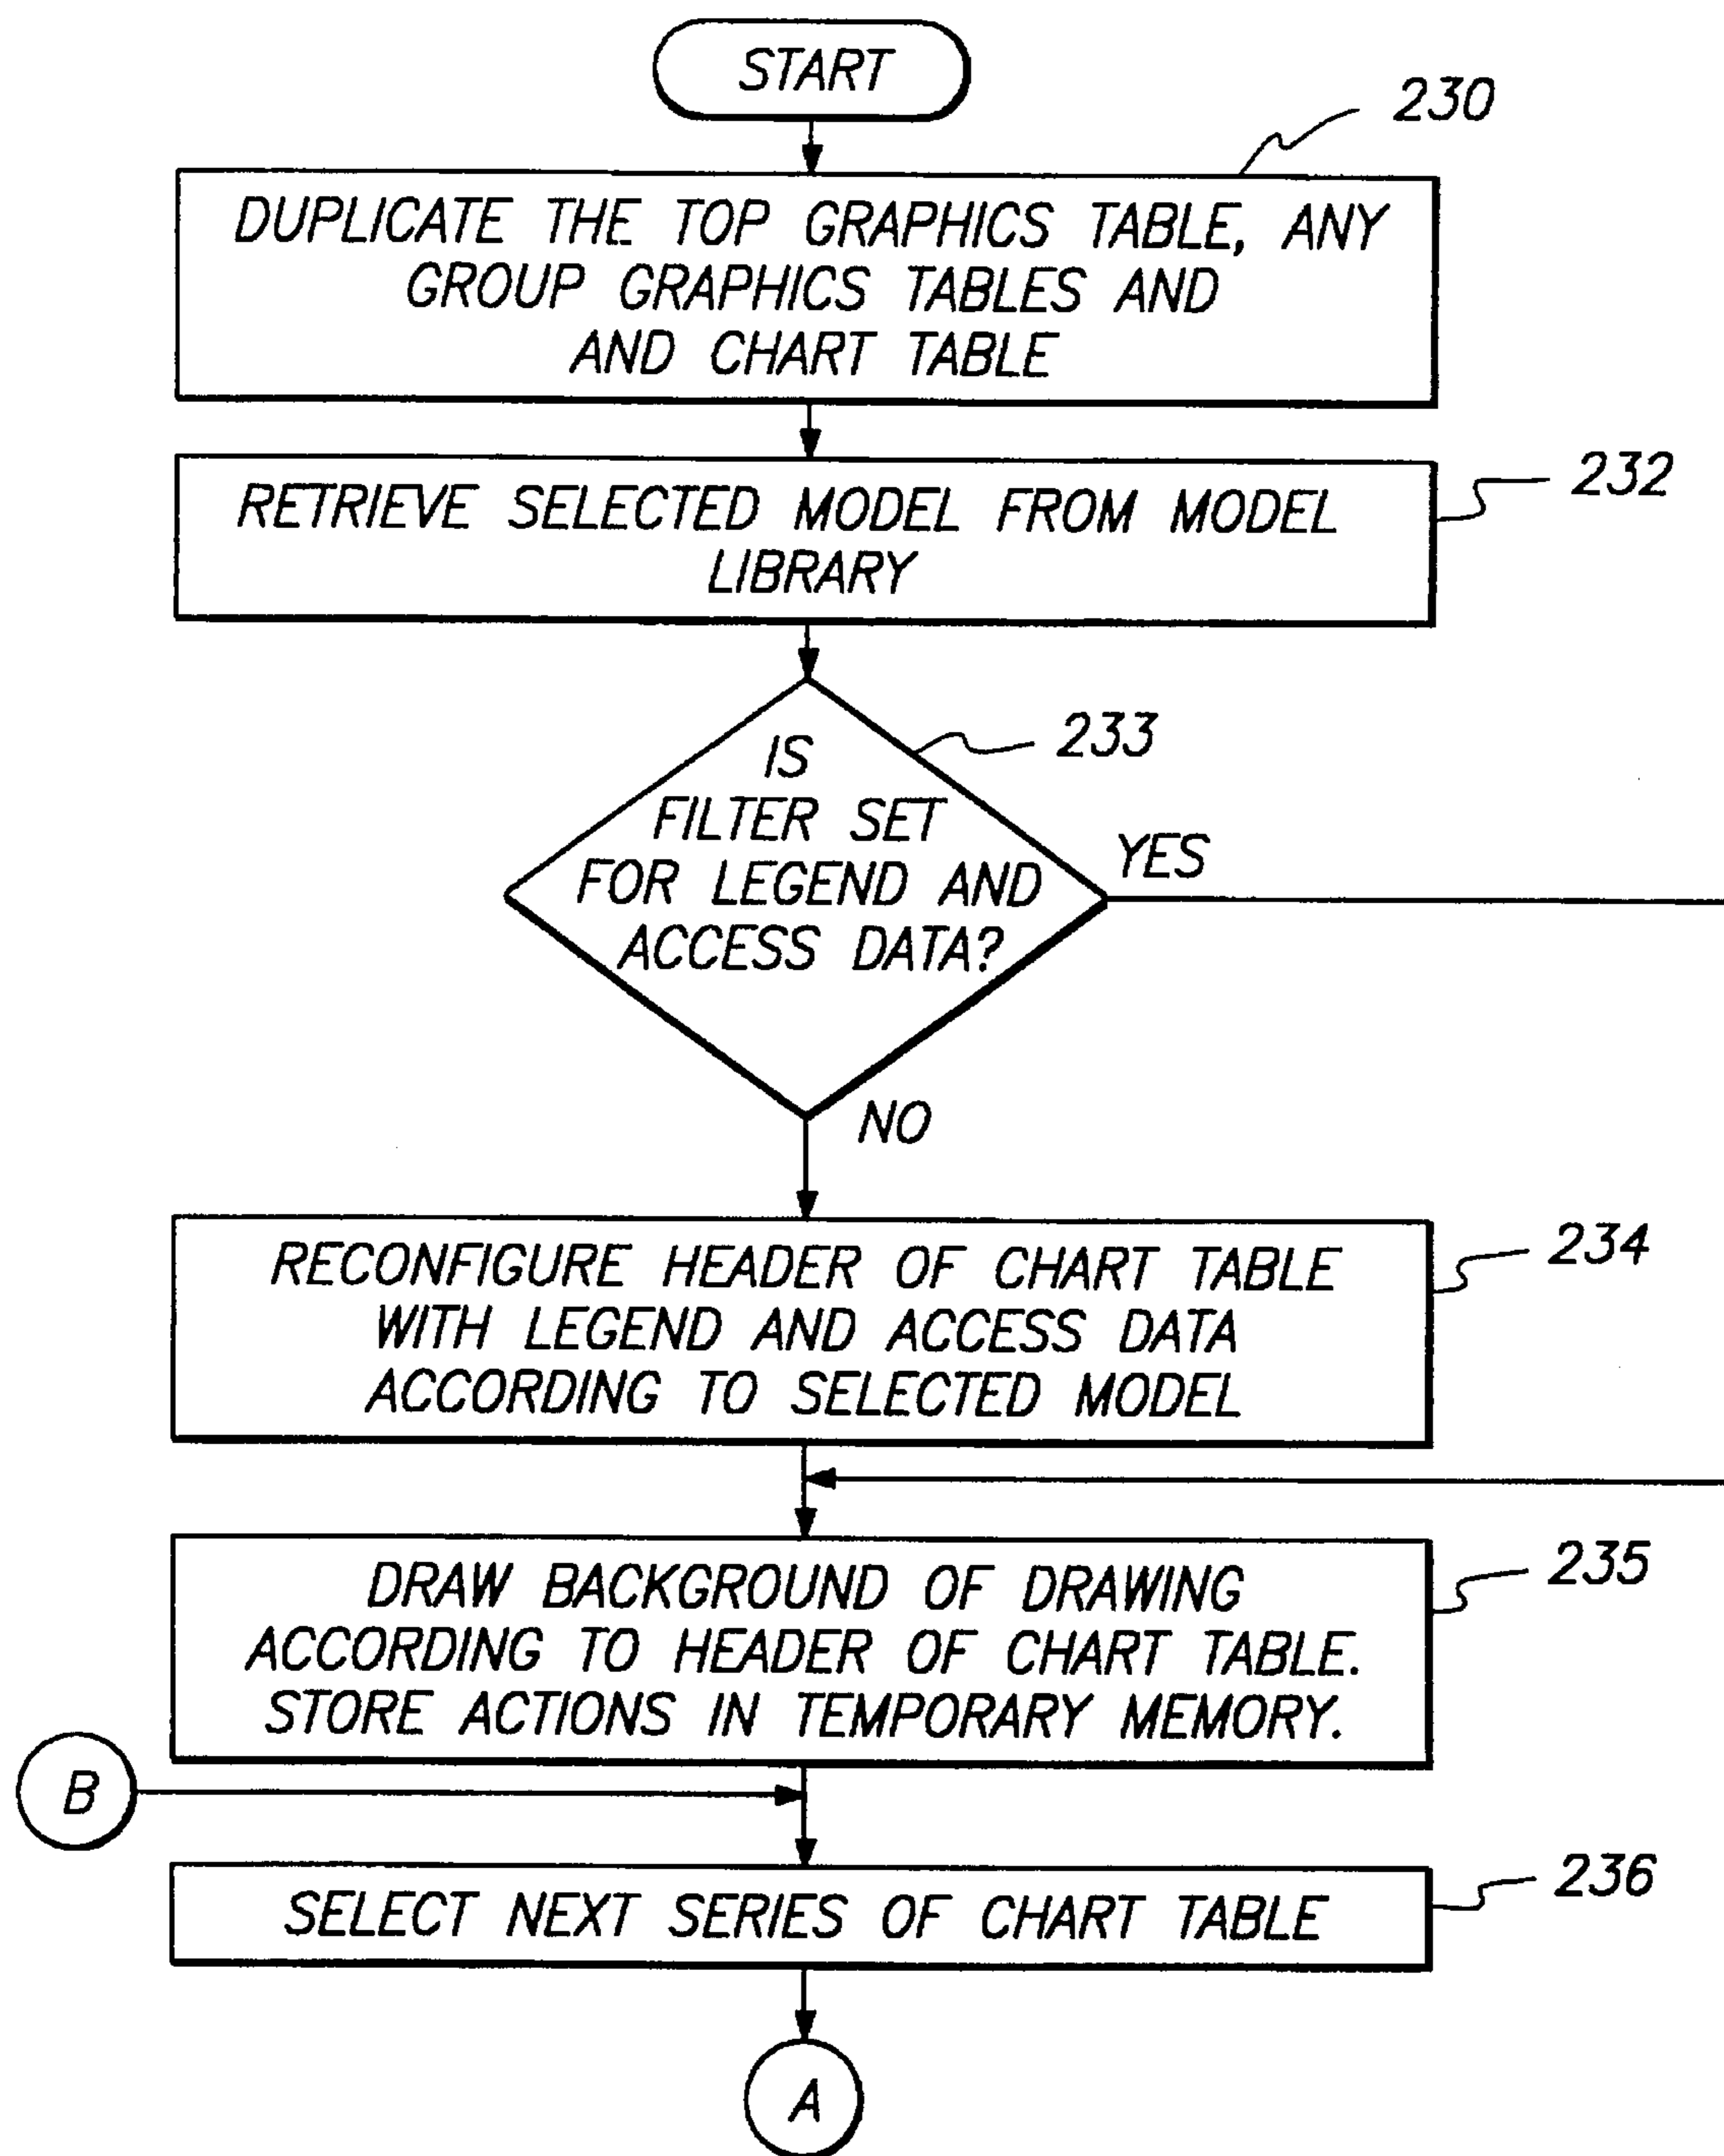 START
230
DUPLICATE THE TOP GRAPHICS TABLE, ANY
GROUP GRAPHICS TABLES AND
AND CHART TABLE
232
RETRIEVE SELECTED MODEL FROM MODEL
LIBRARY
233
IS
FILTER SET
FOR LEGEND AND
ACCESS DATA?
YES
NO
234
RECONFIGURE HEADER OF CHART TABLE
WITH LEGEND AND ACCESS DATA
ACCORDING TO SELECTED MODEL
235
DRAW BACKGROUND OF DRAWING
ACCORDING TO HEADER OF CHART TABLE.
STORE ACTIONS IN TEMPORARY MEMORY.
B
236
SELECT NEXT SERIES OF CHART TABLE
A